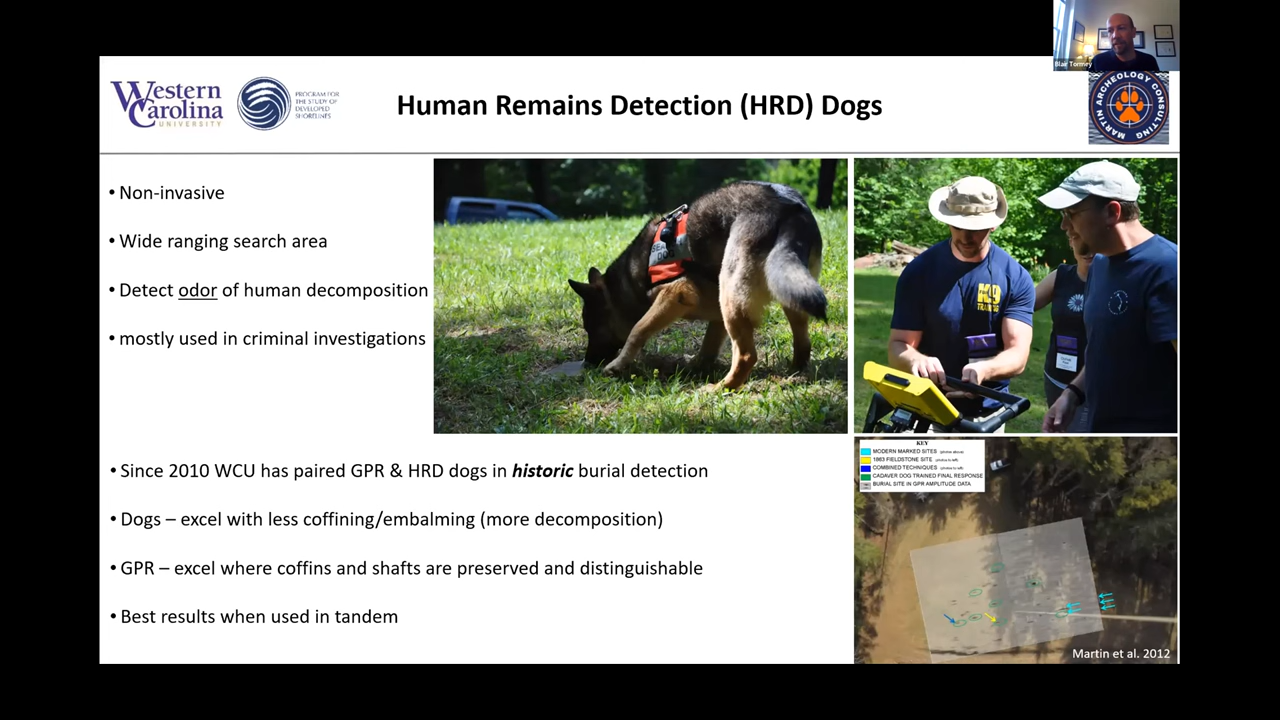 Blair Tormey
Western
Carolina
UNIVERSITY
PROGRAM FOR
THE STUDY OF
DEVELOPED
SHORELINES
Human Remains Detection (HRD) Dogs
MARTIN ARCHEOLOGY CONSULTING
• Non-invasive
• Wide ranging search area
• Detect odor of human decomposition
• mostly used in criminal investigations
K9
• Since 2010 WCU has paired GPR & HRD dogs in historic burial detection
• Dogs – excel with less coffining/embalming (more decomposition)
• GPR – excel where coffins and shafts are preserved and distinguishable
• Best results when used in tandem
KEY
MODERN MARKED SITES
1863 FIELDSTONE SITE
COMBINED TECHNIQUES
CADAVER DOG TRAINED FINAL RESPONSE
BURIAL SITE IN GPR AMPLITUDE DATA
Martin et al. 2012